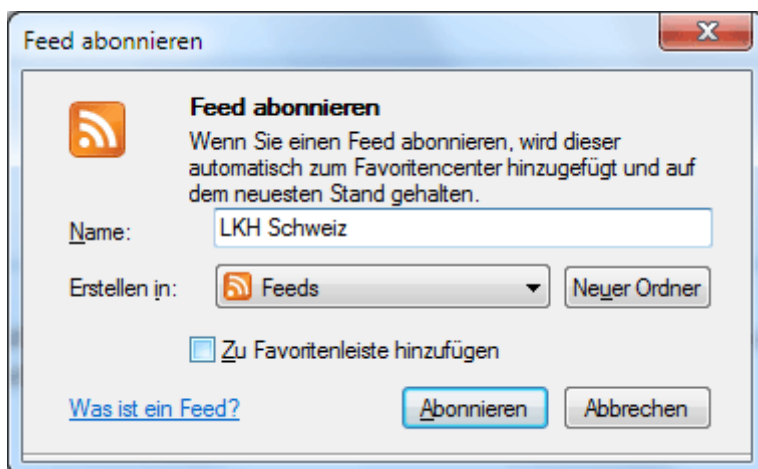 Feed abonnieren
Feed abonnieren
Wenn Sie einen Feed abonnieren, wird dieser
automatisch zum Favoritencenter hinzugefügt und auf
dem neuesten Stand gehalten.
Name: LKH Schweiz
Erstellen in: Feeds Neuer Ordner
Zu Favoritenleiste hinzufügen
Was ist ein Feed? Abonnieren Abbrechen